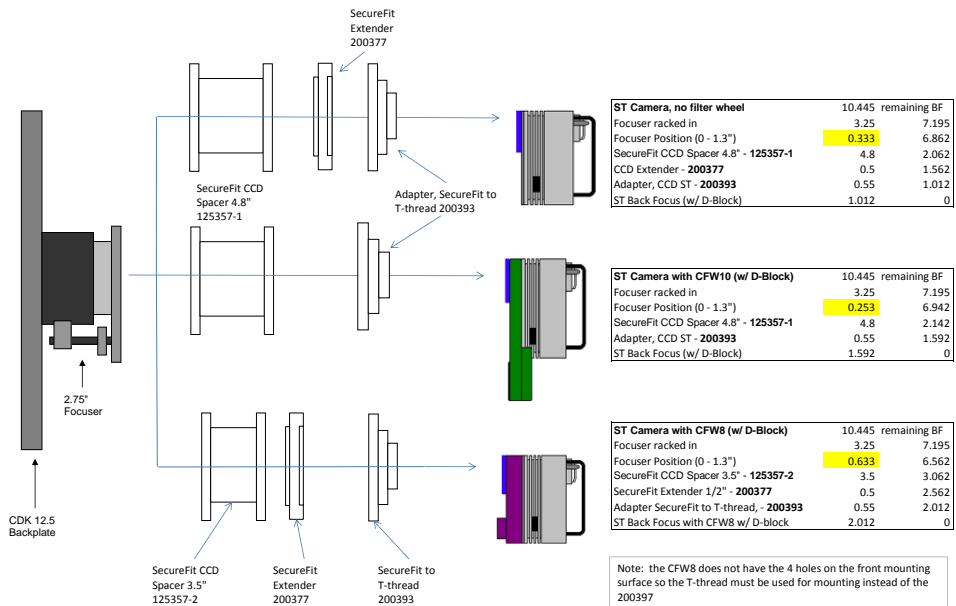 SecureFit
Extender
200377
SecureFit CCD
Spacer 4.8"
125357-1
Adapter, SecureFit to
T-thread 200393
ST Camera, no filter wheel 10.445 remaining BF
Focuser racked in 3.25 7.195
Focuser Position (0 - 1.3") 0.333 6.862
SecureFit CCD Spacer 4.8" - 125357-1 4.8 2.062
CCD Extender - 200377 0.5 1.562
Adapter, CCD ST - 200393 0.55 1.012
ST Back Focus (w/ D-Block) 1.012 0
ST Camera with CFW10 (w/ D-Block) 10.445 remaining BF
Focuser racked in 3.25 7.195
Focuser Position (0 - 1.3") 0.253 6.942
SecureFit CCD Spacer 4.8" - 125357-1 4.8 2.142
Adapter, CCD ST - 200393 0.55 1.592
ST Back Focus (w/ D-Block) 1.592 0
2.75"
Focuser
CDK 12.5
Backplate
ST Camera with CFW8 (w/ D-Block) 10.445 remaining BF
Focuser racked in 3.25 7.195
Focuser Position (0 - 1.3") 0.633 6.562
SecureFit CCD Spacer 3.5" - 125357-2 3.5 3.062
SecureFit Extender 1/2" - 200377 0.5 2.562
Adapter SecureFit to T-thread, - 200393 0.55 2.012
ST Back Focus with CFW8 w/ D-block 2.012 0
SecureFit CCD
Spacer 3.5"
125357-2
SecureFit
Extender
200377
SecureFit to
T-thread
200393
Note: the CFW8 does not have the 4 holes on the front mounting
surface so the T-thread must be used for mounting instead of the
200397